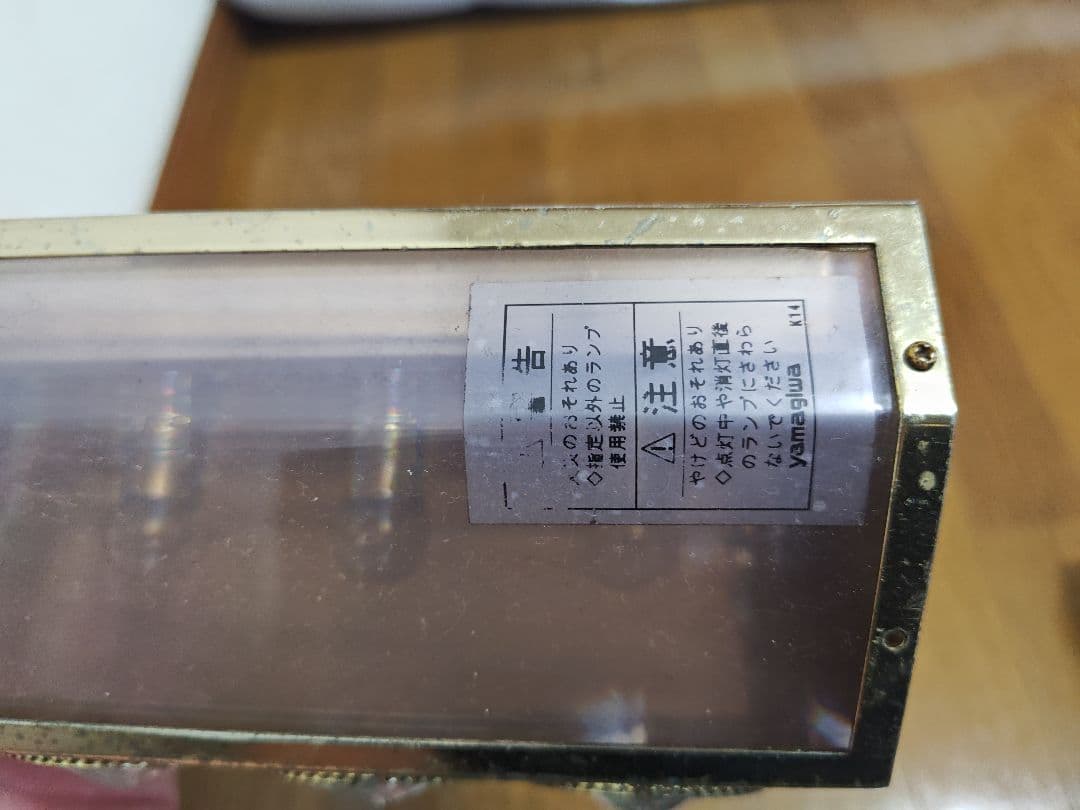 告
のおそれあり
◇指定以外のランプ
使用禁止
⚠ 注意
やけどのおそれあり
◇点灯中や消灯直後
のランプにさわら
ないでください
yamagiwa
K14